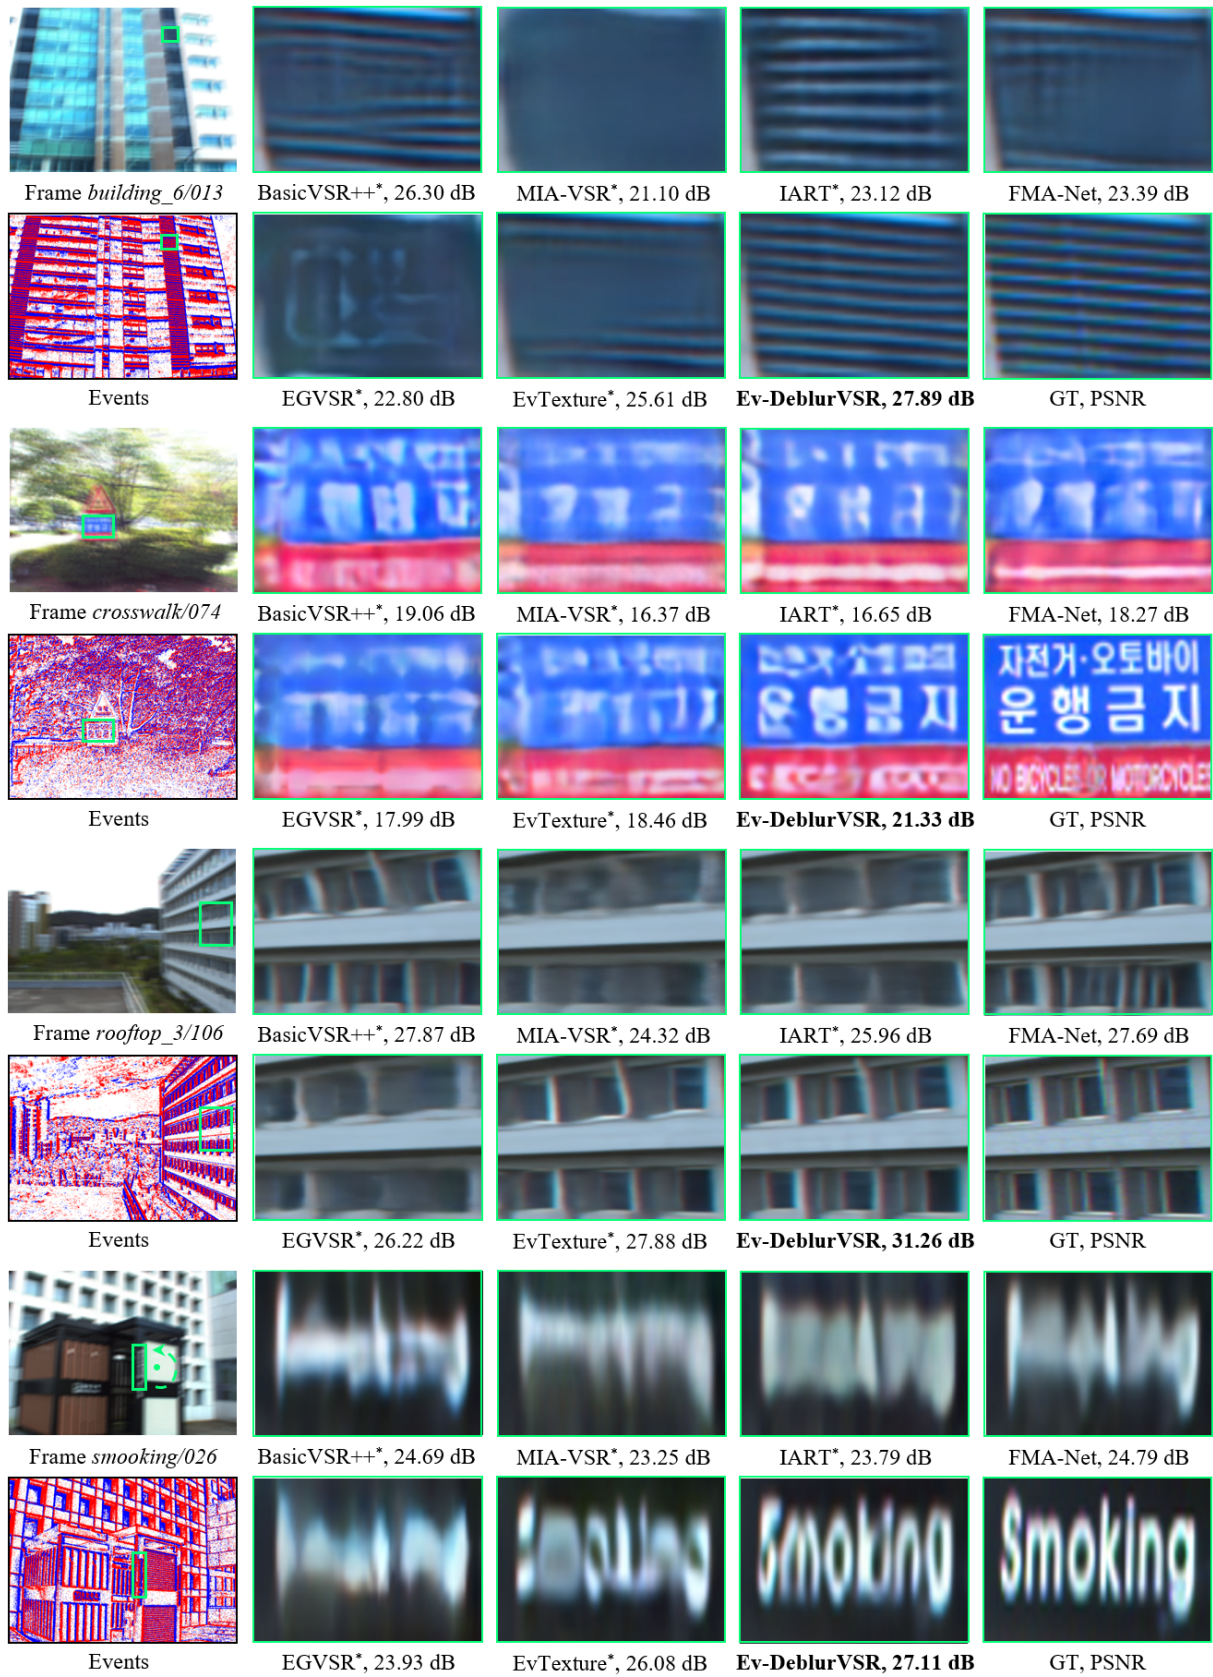 Frame building_6/013
BasicVSR++*, 26.30 dB
MIA-VSR*, 21.10 dB
IART*, 23.12 dB
FMA-Net, 23.39 dB
Events
EGVSR*, 22.80 dB
EvTexture*, 25.61 dB
Ev-DeblurVSR, 27.89 dB
GT, PSNR
Frame crosswalk/074
BasicVSR++*, 19.06 dB
MIA-VSR*, 16.37 dB
IART*, 16.65 dB
FMA-Net, 18.27 dB
운행금지
자전거·오토바이
운행금지
NO BICYCLES OR MOTORCYCLES
Events
EGVSR*, 17.99 dB
EvTexture*, 18.46 dB
Ev-DeblurVSR, 21.33 dB
GT, PSNR
Frame rooftop_3/106
BasicVSR++*, 27.87 dB
MIA-VSR*, 24.32 dB
IART*, 25.96 dB
FMA-Net, 27.69 dB
Events
EGVSR*, 26.22 dB
EvTexture*, 27.88 dB
Ev-DeblurVSR, 31.26 dB
GT, PSNR
Frame smooking/026
BasicVSR++*, 24.69 dB
MIA-VSR*, 23.25 dB
IART*, 23.79 dB
FMA-Net, 24.79 dB
Smoking
Smoking
Events
EGVSR*, 23.93 dB
EvTexture*, 26.08 dB
Ev-DeblurVSR, 27.11 dB
GT, PSNR